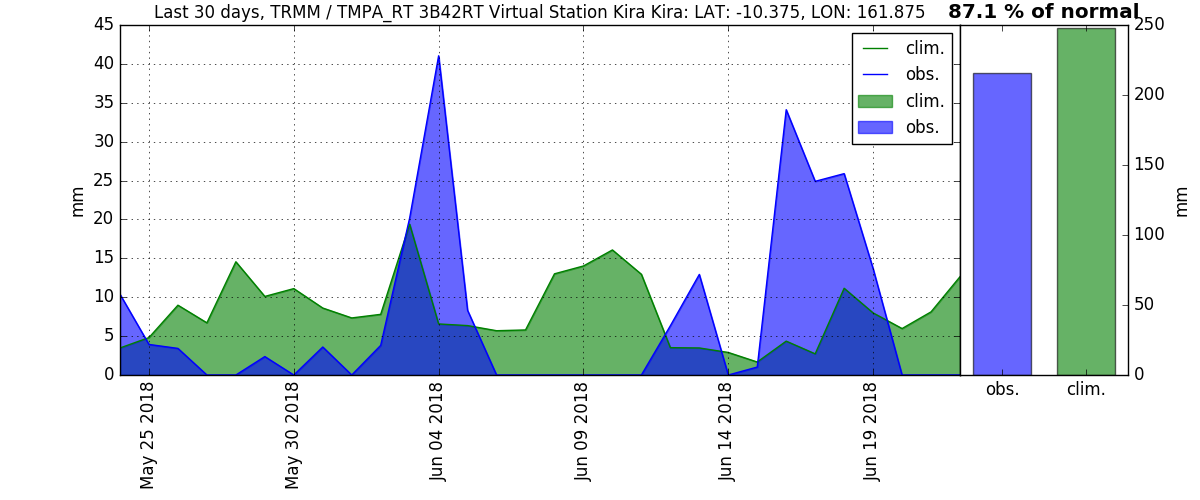 Last 30 days, TRMM / TMPA_RT 3B42RT Virtual Station Kira Kira: LAT: -10.375, LON: 161.875
87.1 % of normal
45
40
35
30
25
20
15
10
5
0
mm
clim.
obs.
clim.
obs.
May 25 2018
May 30 2018
Jun 04 2018
Jun 09 2018
Jun 14 2018
Jun 19 2018
250
200
150
100
50
0
mm
obs.
clim.